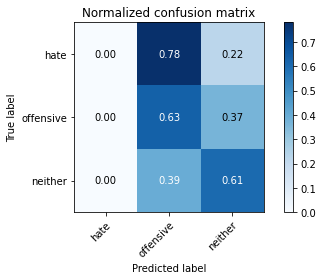 Normalized confusion matrix
True label
hate 0.00 0.78 0.22
offensive 0.00 0.63 0.37
neither 0.00 0.39 0.61
hate offensive neither
Predicted label
0.7
0.6
0.5
0.4
0.3
0.2
0.1
0.0